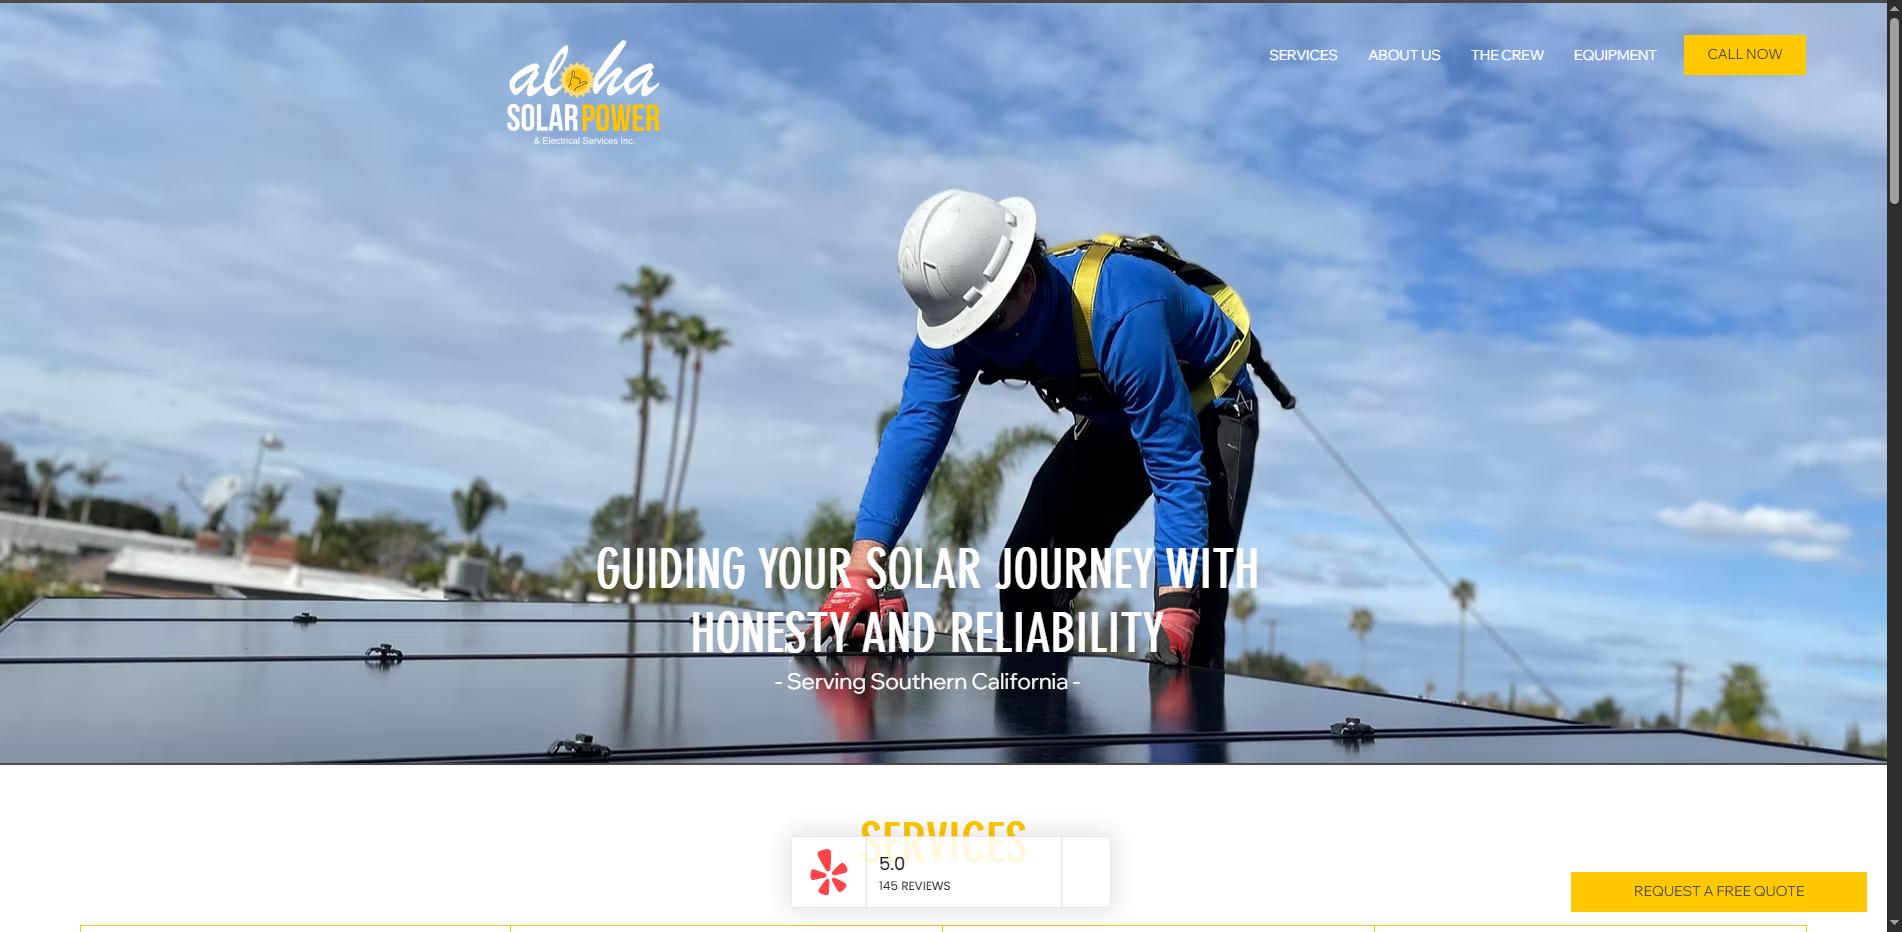 aloha
SOLAR POWER
& Electrical Services Inc.
SERVICES
ABOUT US
THE CREW
EQUIPMENT
CALL NOW
GUIDING YOUR SOLAR JOURNEY WITH
HONESTY AND RELIABILITY
- Serving Southern California -
SERVICES
5.0
145 REVIEWS
REQUEST A FREE QUOTE